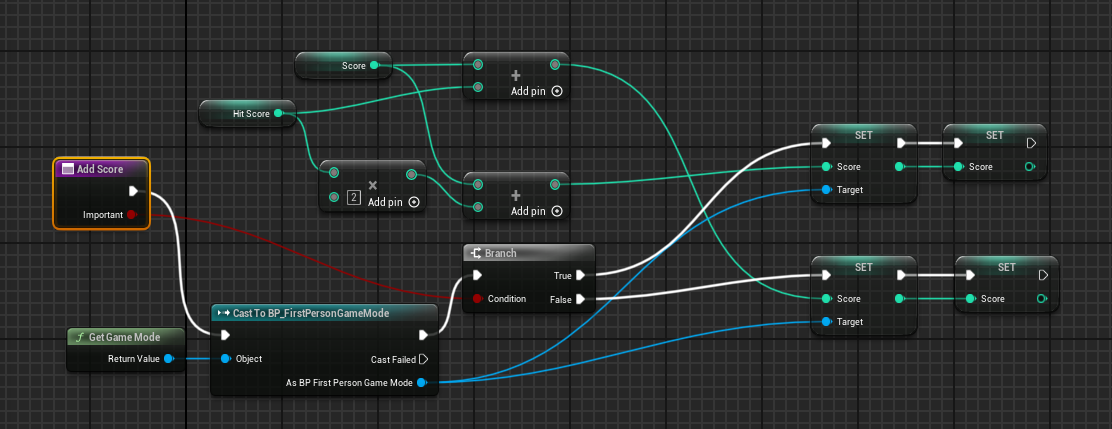 Score
+
Add pin
Hit Score
Add Score
Important
×
2
Add pin
+
Add pin
SET
Score
Target
SET
Score
Branch
True
Condition
False
SET
Score
Target
SET
Score
f Get Game Mode
Return Value
Cast To BP_FirstPersonGameMode
Object
Cast Failed
As BP First Person Game Mode